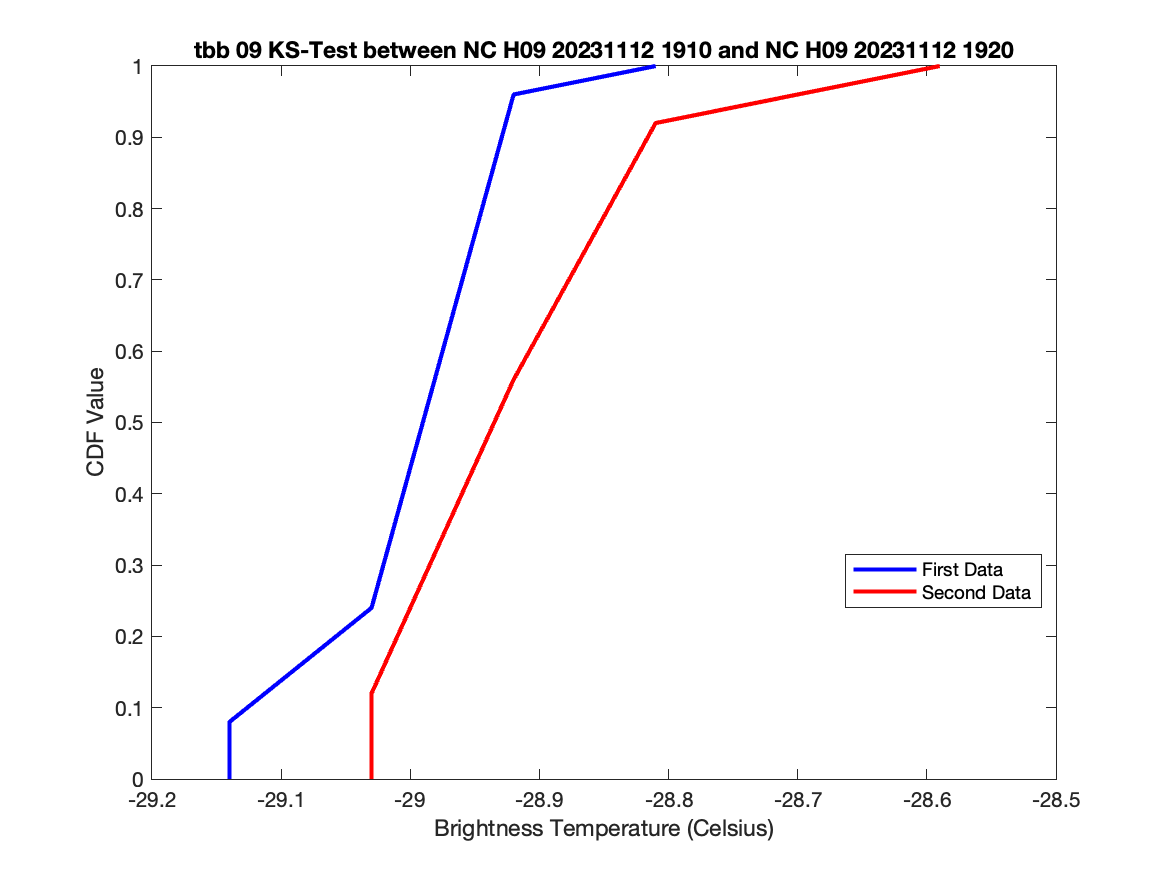 tbb 09 KS-Test between NC H09 20231112 1910 and NC H09 20231112 1920
1
0.9
0.8
0.7
0.6
0.5
0.4
0.3
0.2
0.1
0
CDF Value
First Data
Second Data
-29.2 -29.1 -29 -28.9 -28.8 -28.7 -28.6 -28.5
Brightness Temperature (Celsius)